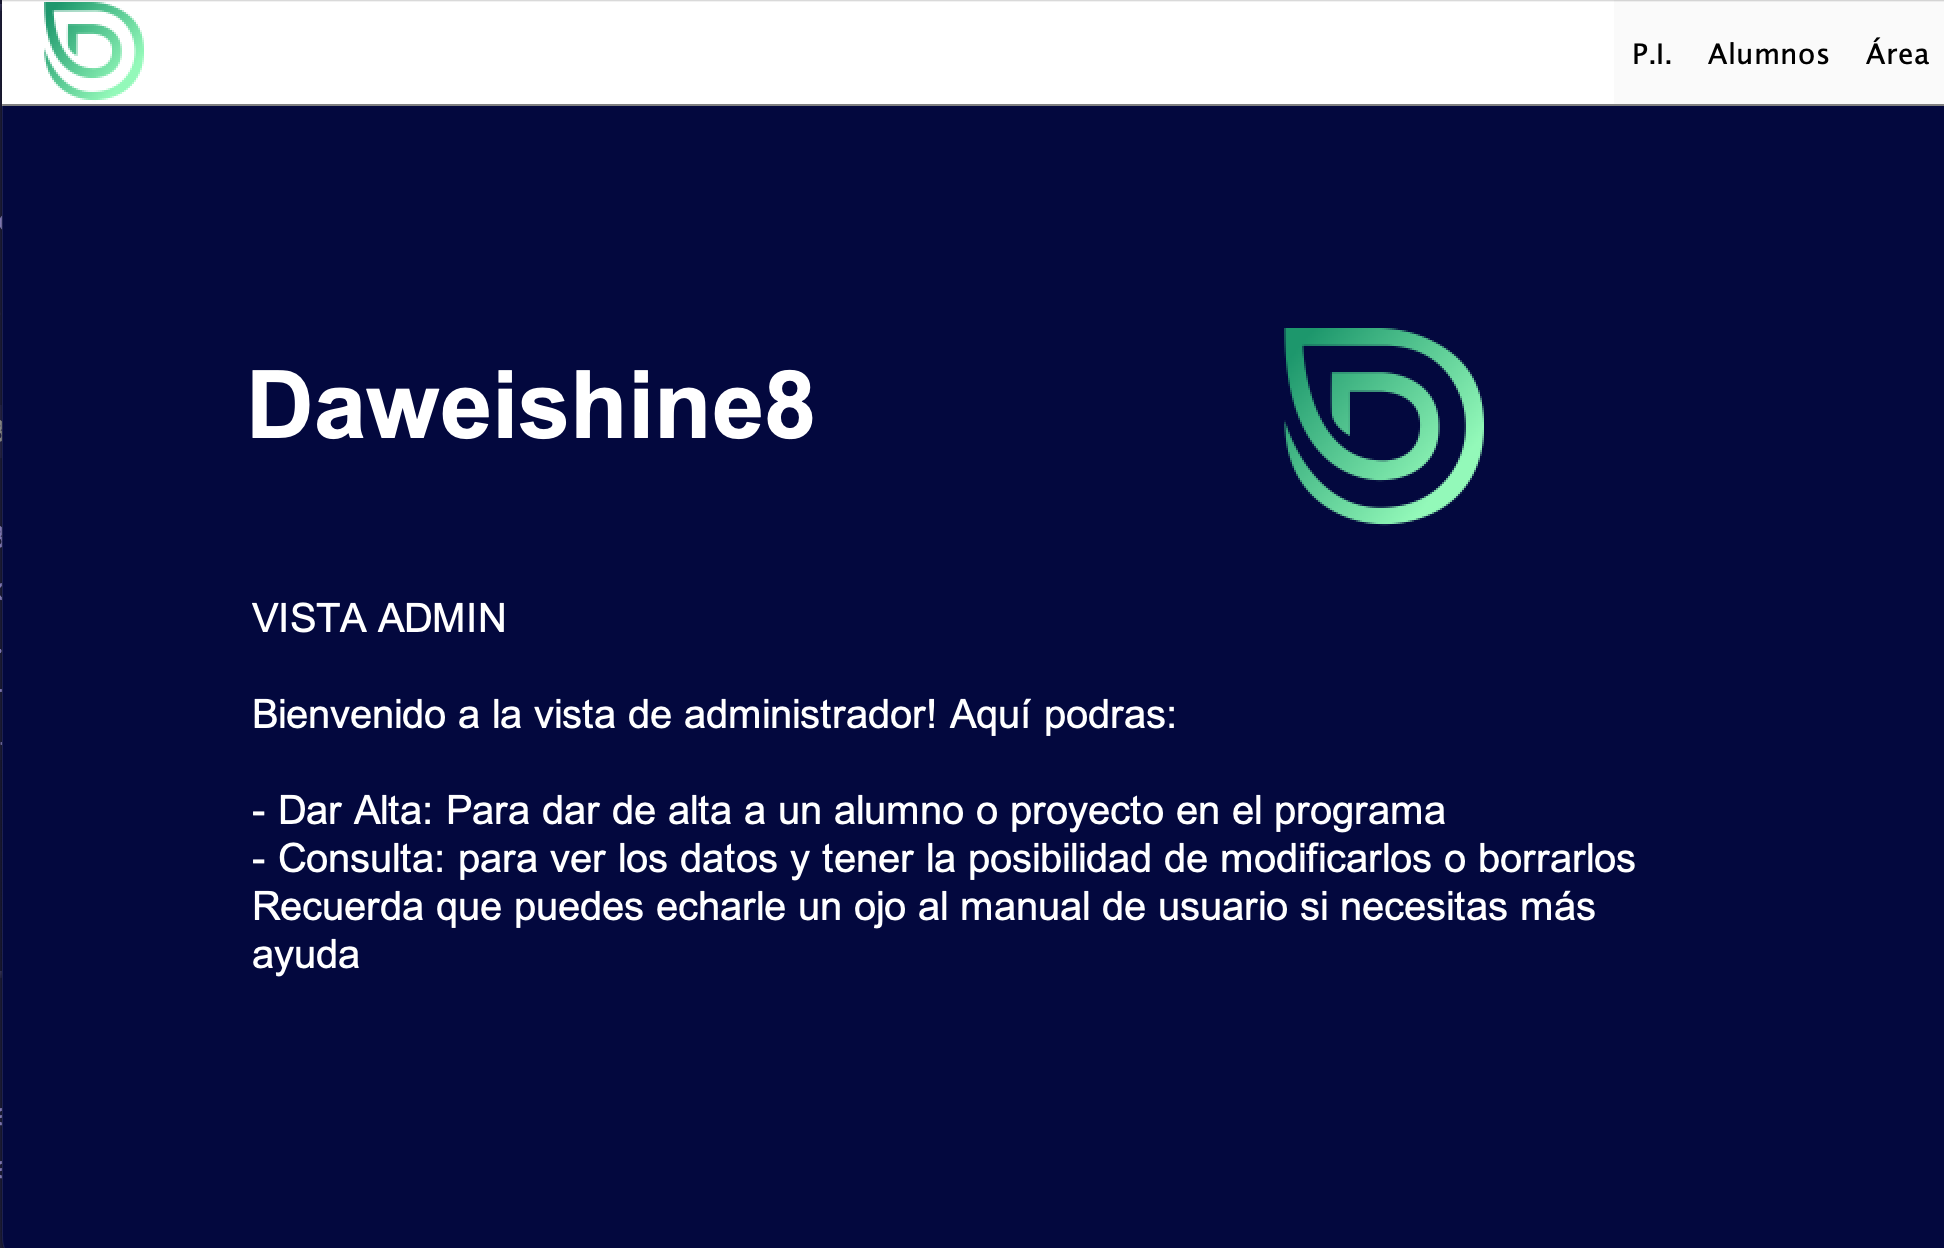 P.I. Alumnos Área
Daweishine8
VISTA ADMIN
Bienvenido a la vista de administrador! Aquí podras:
- Dar Alta: Para dar de alta a un alumno o proyecto en el programa
- Consulta: para ver los datos y tener la posibilidad de modificarlos o borrarlos
Recuerda que puedes echarle un ojo al manual de usuario si necesitas más
ayuda